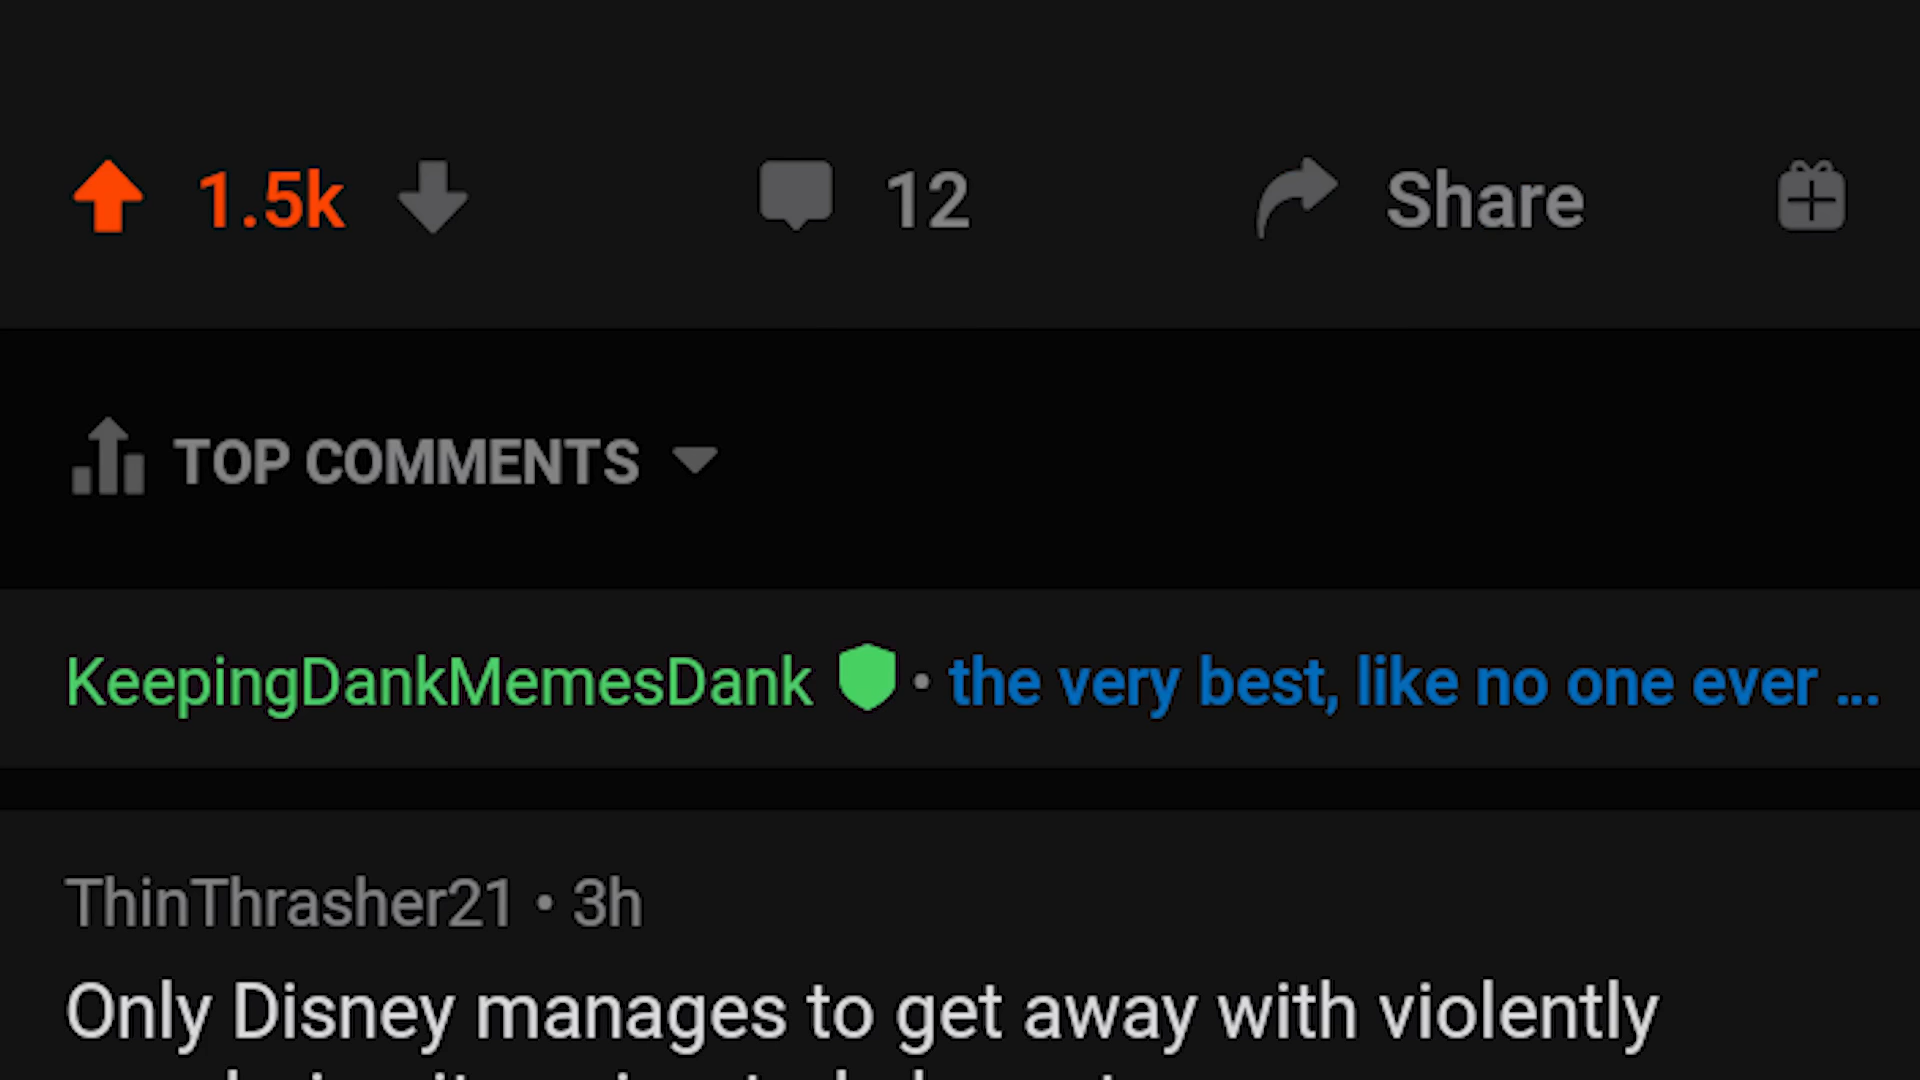 1.5k 12 Share
TOP COMMENTS
KeepingDankMemesDank • the very best, like no one ever ...
ThinThrasher21 • 3h
Only Disney manages to get away with violently